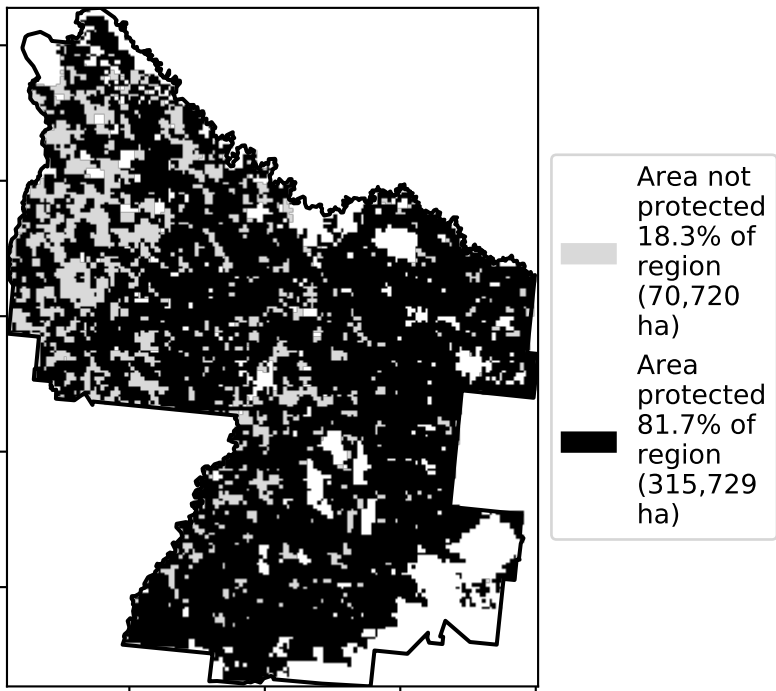 Area not
protected
18.3% of
region
(70,720
ha)
Area
protected
81.7% of
region
(315,729
ha)